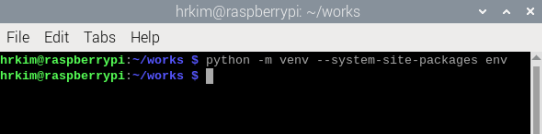 hrkim@raspberrypi: ~/works
File Edit Tabs Help
hrkim@raspberrypi:~/works $ python -m venv --system-site-packages env
hrkim@raspberrypi:~/works $